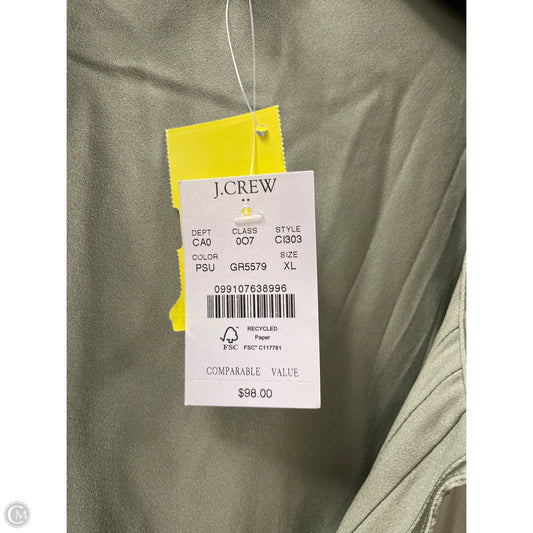 J.CREW
DEPT CLASS STYLE
CA0 0O7 CI303
COLOR SIZE
PSU GR5579 XL
099107638996
FSC
RECYCLED
Paper
FSC® C117781
COMPARABLE VALUE
$98.00
CM